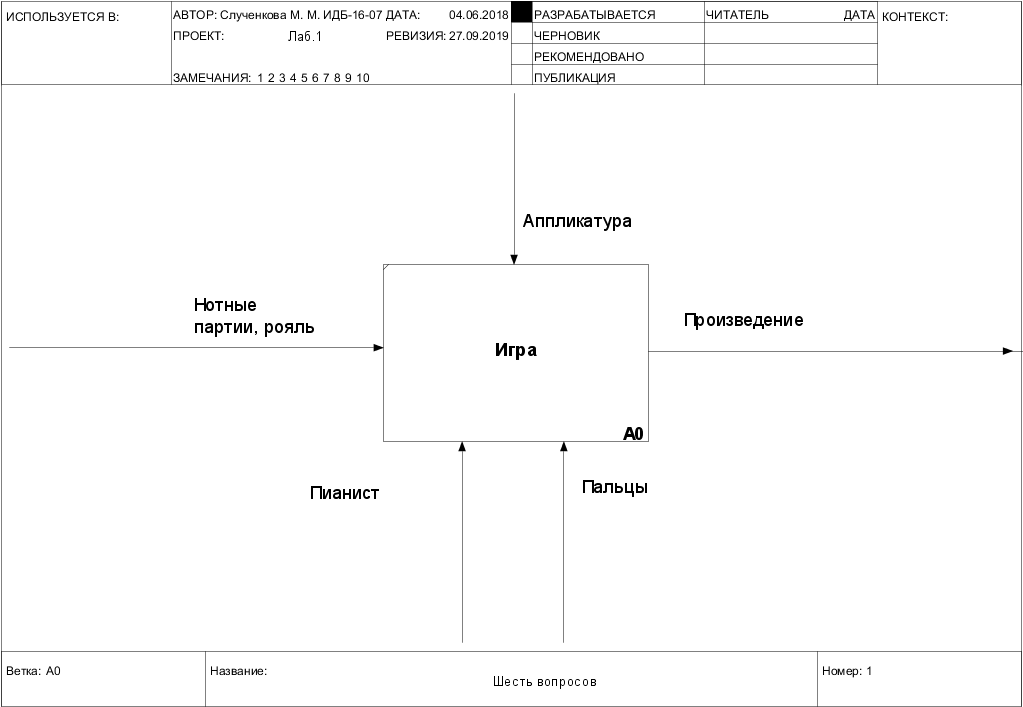 ИСПОЛЬЗУЕТСЯ В:
АВТОР: Слученкова М. М. ИДБ-16-07 ДАТА: 04.06.2018
РАЗРАБАТЫВАЕТСЯ
ЧИТАТЕЛЬ ДАТА
КОНТЕКСТ:
ПРОЕКТ: Лаб.1 РЕВИЗИЯ: 27.09.2019
ЧЕРНОВИК
РЕКОМЕНДОВАНО
ЗАМЕЧАНИЯ: 1 2 3 4 5 6 7 8 9 10
ПУБЛИКАЦИЯ
Аппликатура
Нотные
партии, рояль
Произведение
Игра
A0
Пианист
Пальцы
Ветка: A0
Название:
Шесть вопросов
Номер: 1